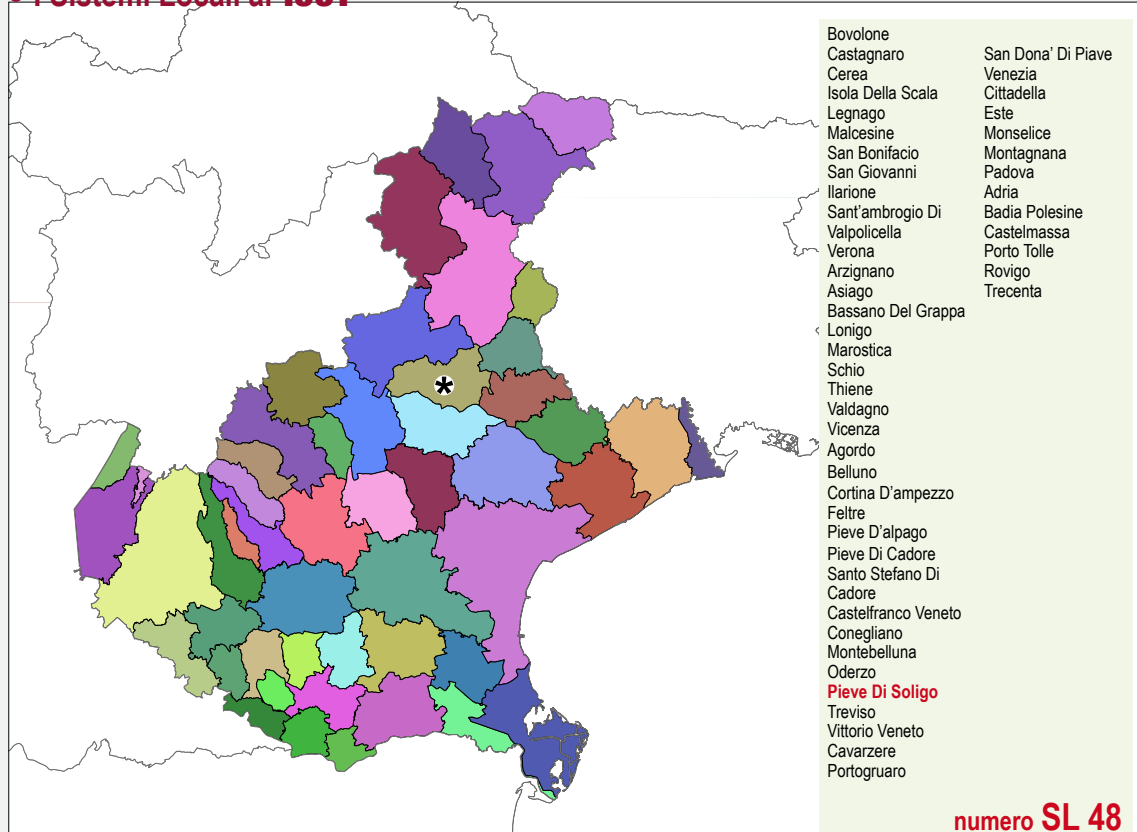 i Sistemi Locali al 1991
Bovolone
Castagnaro
Cerea
Isola Della Scala
Legnago
Malcesine
San Bonifacio
San Giovanni
Ilarione
Sant'ambrogio Di
Valpolicella
Verona
Arzignano
Asiago
Bassano Del Grappa
Lonigo
Marostica
Schio
Thiene
Valdagno
Vicenza
Agordo
Belluno
Cortina D'ampezzo
Feltre
Pieve D'alpago
Pieve Di Cadore
Santo Stefano Di
Cadore
Castelfranco Veneto
Conegliano
Montebelluna
Oderzo
Pieve Di Soligo
Treviso
Vittorio Veneto
Cavarzere
Portogruaro
San Dona' Di Piave
Venezia
Cittadella
Este
Monselice
Montagnana
Padova
Adria
Badia Polesine
Castelmassa
Porto Tolle
Rovigo
Trecenta
*
numero SL 48